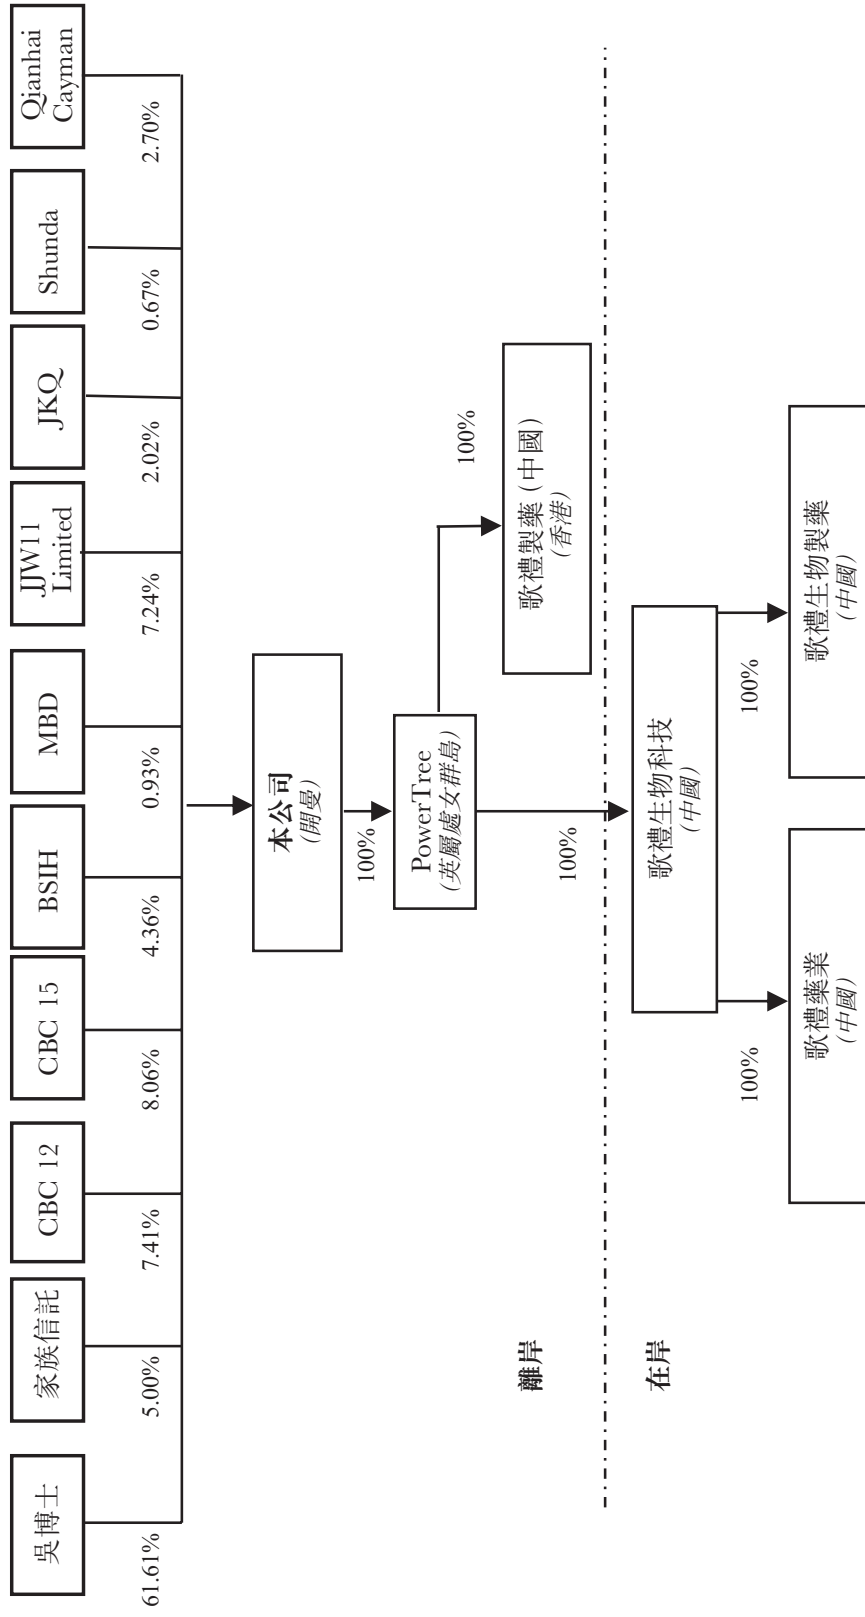 吳博士
家族信託
CBC 12
CBC 15
BSIH
MBD
JJW11
Limited
JKQ
Shunda
Qianhai
Cayman
61.61%
5.00%
7.41%
8.06%
4.36%
0.93%
7.24%
2.02%
0.67%
2.70%
本公司
(開曼)
100%
PowerTree
(英屬處女群島)
100%
歌禮製藥(中國)
(香港)
100%
離岸
在岸
歌禮生物科技
(中國)
100%
100%
歌禮藥業
(中國)
歌禮生物製藥
(中國)